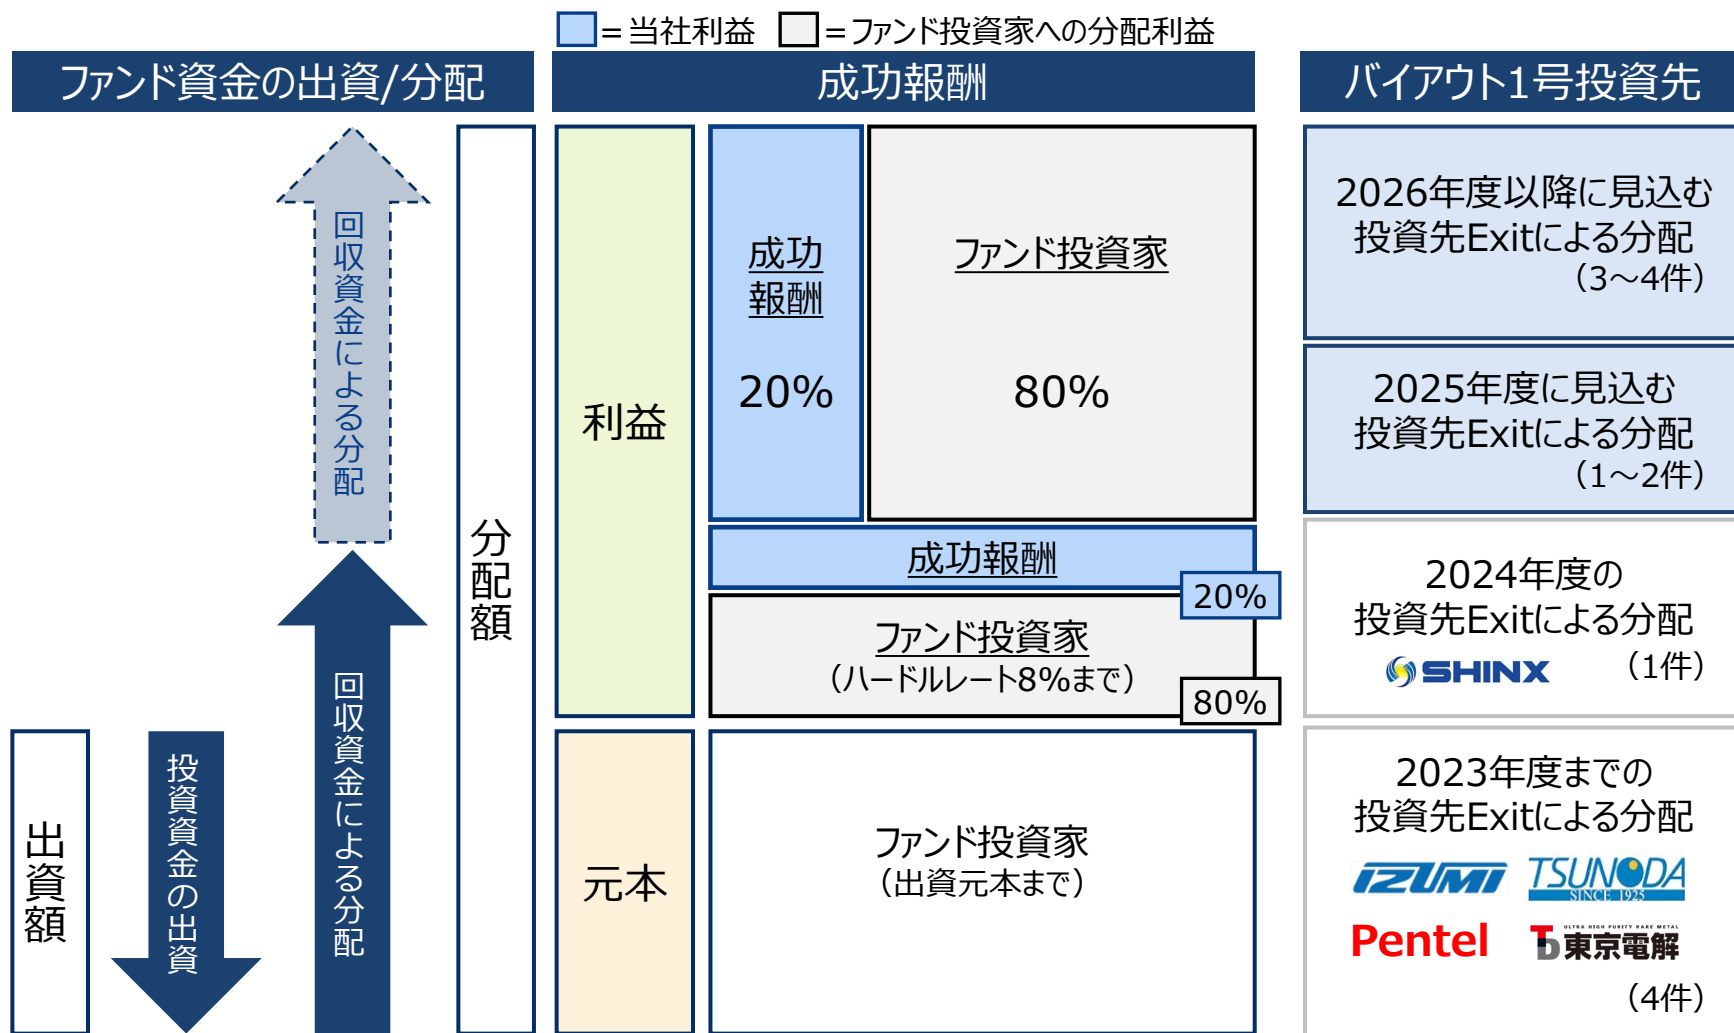 =当社利益 =ファンド投資家への分配利益
ファンド資金の出資/分配
出資額
投資資金の出資
回収資金による分配
回収資金による分配
分配額
成功報酬
利益
成功
報酬
20%
ファンド投資家
80%
成功報酬
20%
ファンド投資家
（ハードルレート8%まで）
80%
元本
ファンド投資家
（出資元本まで）
バイアウト1号投資先
2026年度以降に見込む
投資先Exitによる分配
（3～4件）
2025年度に見込む
投資先Exitによる分配
（1～2件）
2024年度の
投資先Exitによる分配
SHINX （1件）
2023年度までの
投資先Exitによる分配
IZUMI TSUNODA
SINCE 1925
ULTRA HIGH PURITY RARE METAL
Pentel TD 東京電解
（4件）